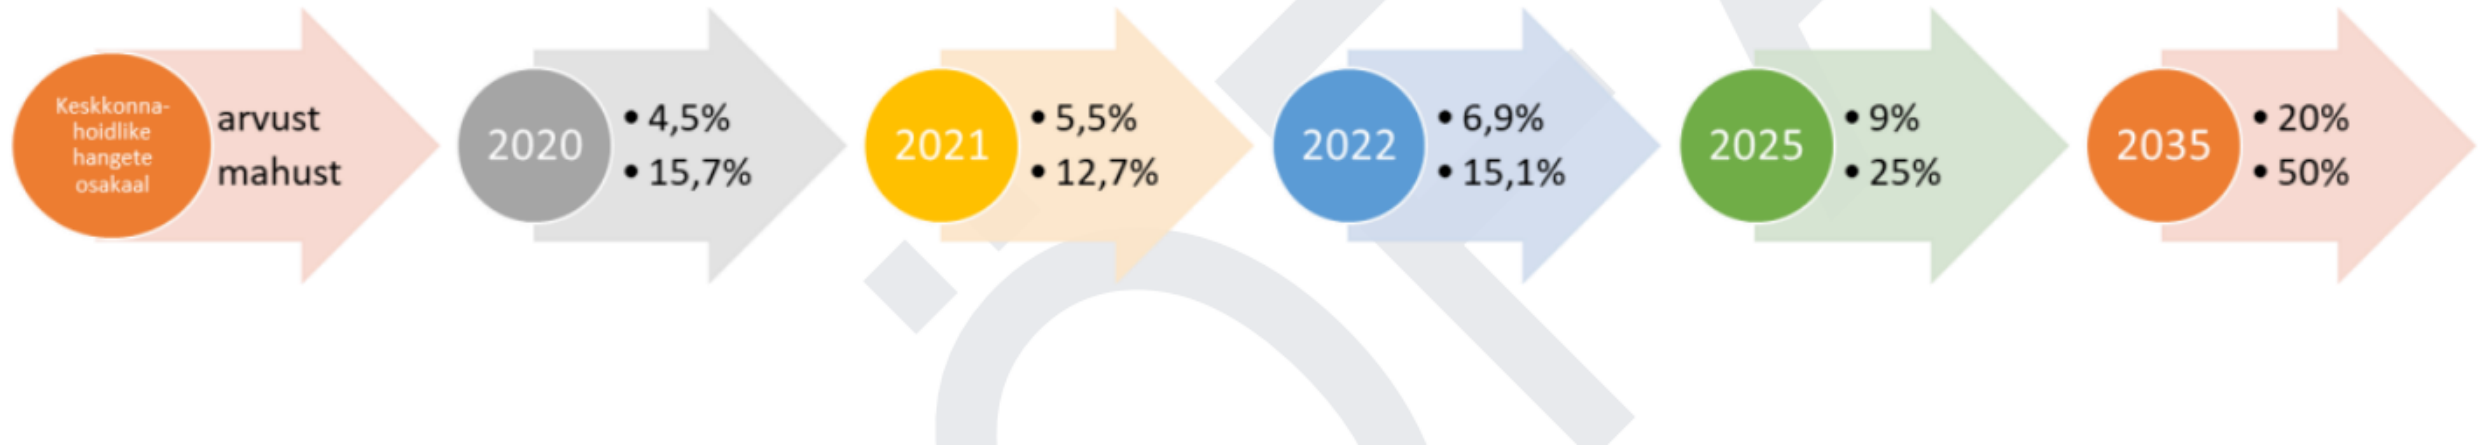 Keskkonna-
hoidlike
hangete
osakaal
arvust
mahust
2020
• 4,5%
• 15,7%
2021
• 5,5%
• 12,7%
2022
• 6,9%
• 15,1%
2025
• 9%
• 25%
2035
• 20%
• 50%